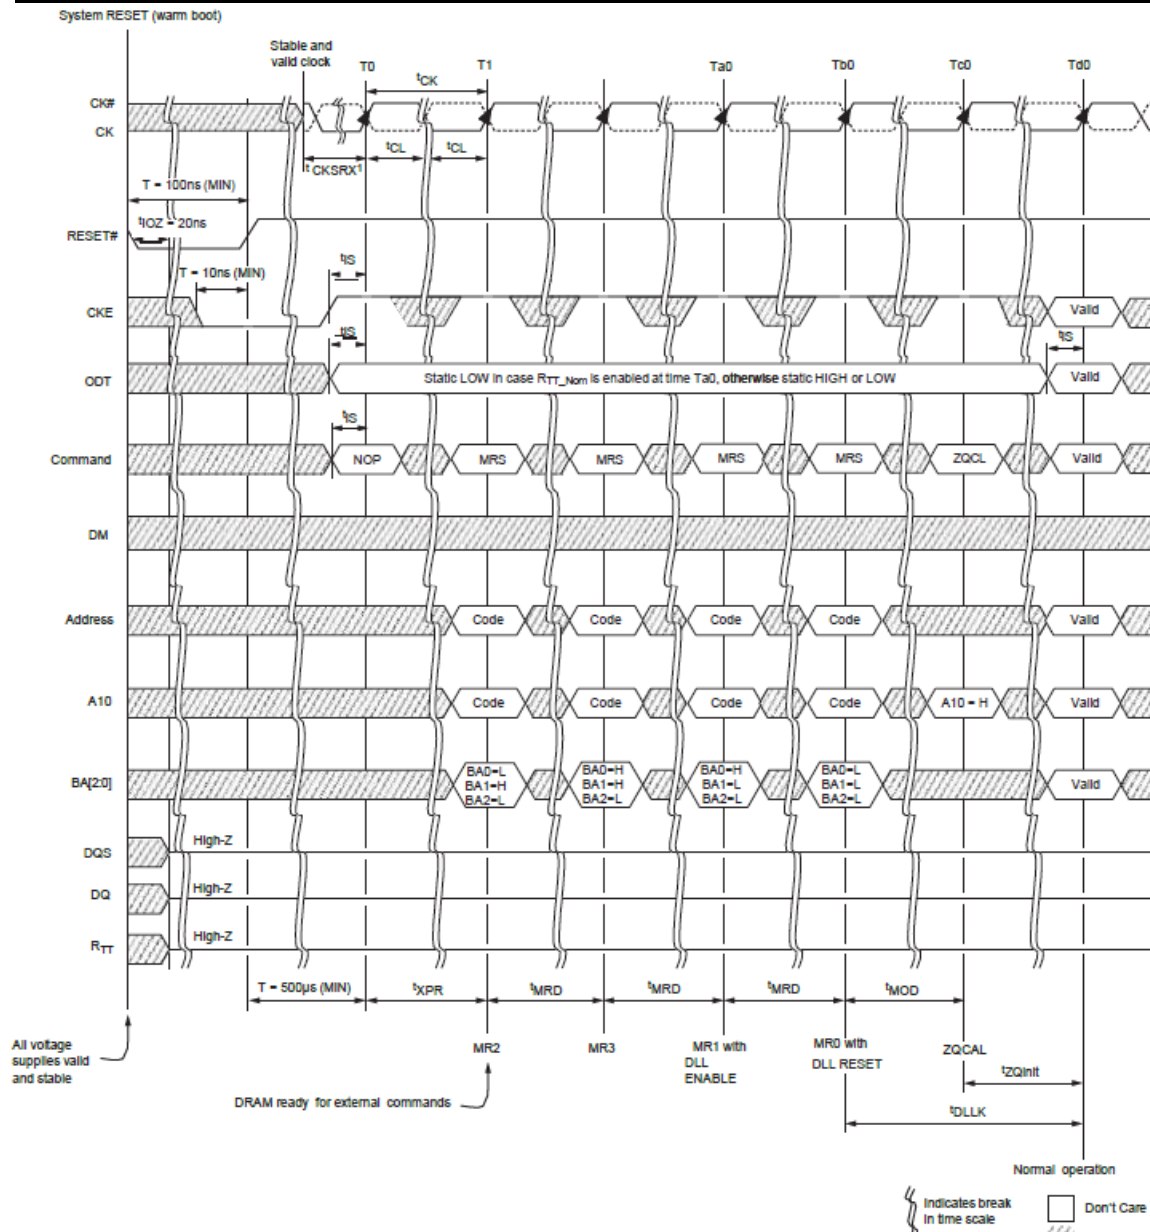 System RESET (warm boot)
Stable and
valid clock
T0
T1
Ta0
Tb0
Tc0
Td0
tCK
CK#
CK
tCL
tCL
tCKSRX1
T = 100ns (MIN)
tIOZ = 20ns
RESET#
T = 10ns (MIN)
tIS
CKE
Valid
tIS
tIS
ODT
Static LOW in case RTT_Nom is enabled at time Ta0, otherwise static HIGH or LOW
Valid
tIS
Command
NOP
MRS
MRS
MRS
MRS
ZQCL
Valid
DM
Address
Code
Code
Code
Code
Valid
A10
Code
Code
Code
Code
A10 = H
Valid
BA[2:0]
BA0=L
BA1=H
BA2=L
BA0=H
BA1=H
BA2=L
BA0=H
BA1=L
BA2=L
BA0=L
BA1=L
BA2=L
Valid
DQS
High-Z
DQ
High-Z
RTT
High-Z
T = 500µs (MIN)
tXPR
tMRD
tMRD
tMRD
tMOD
All voltage
supplies valid
and stable
MR2
MR3
MR1 with
DLL
ENABLE
MR0 with
DLL RESET
ZQCAL
tZQinit
DRAM ready for external commands
tDLLK
Normal operation
Indicates break
in time scale
Don't Care